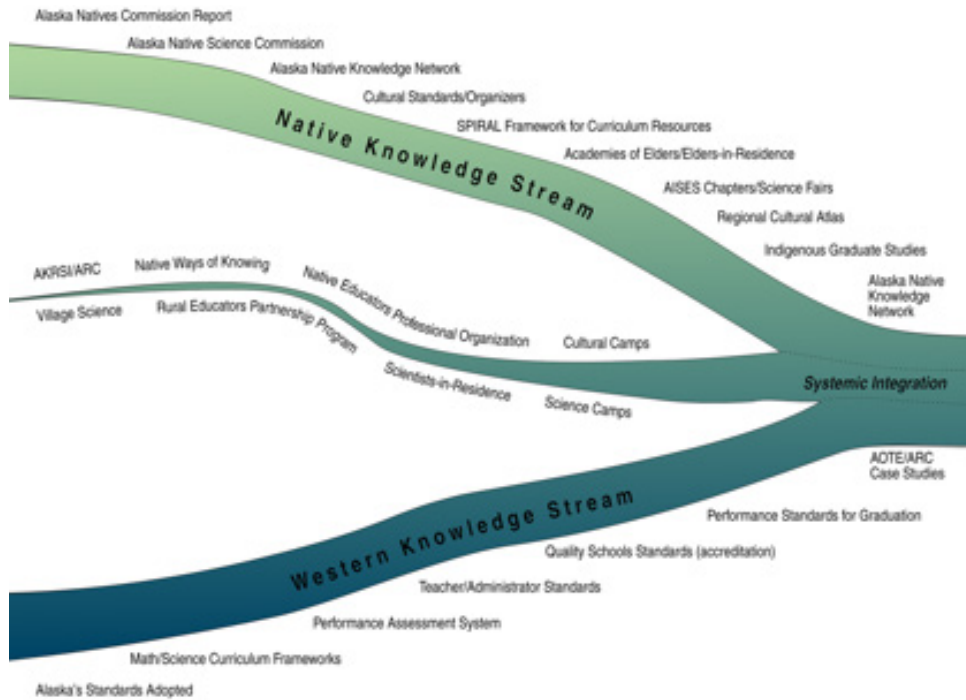 Alaska Natives Commission Report
Alaska Native Science Commission
Alaska Native Knowledge Network
Cultural Standards/Organizers
SPIRAL Framework for Curriculum Resources
Academies of Elders/Elders-in-Residence
AISES Chapters/Science Fairs
Regional Cultural Atlas
Indigenous Graduate Studies
Alaska Native
Knowledge
Network
Native Knowledge Stream
AKRSI/ARC
Native Ways of Knowing
Native Educators Professional Organization
Cultural Camps
Village Science
Rural Educators Partnership Program
Scientists-in-Residence
Science Camps
Systemic Integration
Western Knowledge Stream
AOTE/ARC
Case Studies
Performance Standards for Graduation
Quality Schools Standards (accreditation)
Teacher/Administrator Standards
Performance Assessment System
Math/Science Curriculum Frameworks
Alaska's Standards Adopted